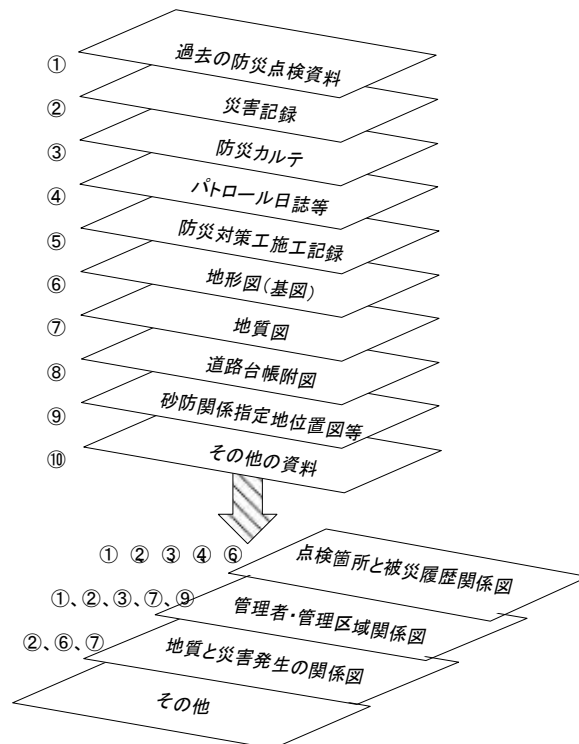 ① 過去の防災点検資料
② 災害記録
③ 防災カルテ
④ パトロール日誌等
⑤ 防災対策工施工記録
⑥ 地形図(基図)
⑦ 地質図
⑧ 道路台帳附図
⑨ 砂防関係指定地位置図等
⑩ その他の資料
① ② ③ ④ ⑥ 点検箇所と被災履歴関係図
①、②、③、⑦、⑨ 管理者・管理区域関係図
②、⑥、⑦ 地質と災害発生の関係図
その他